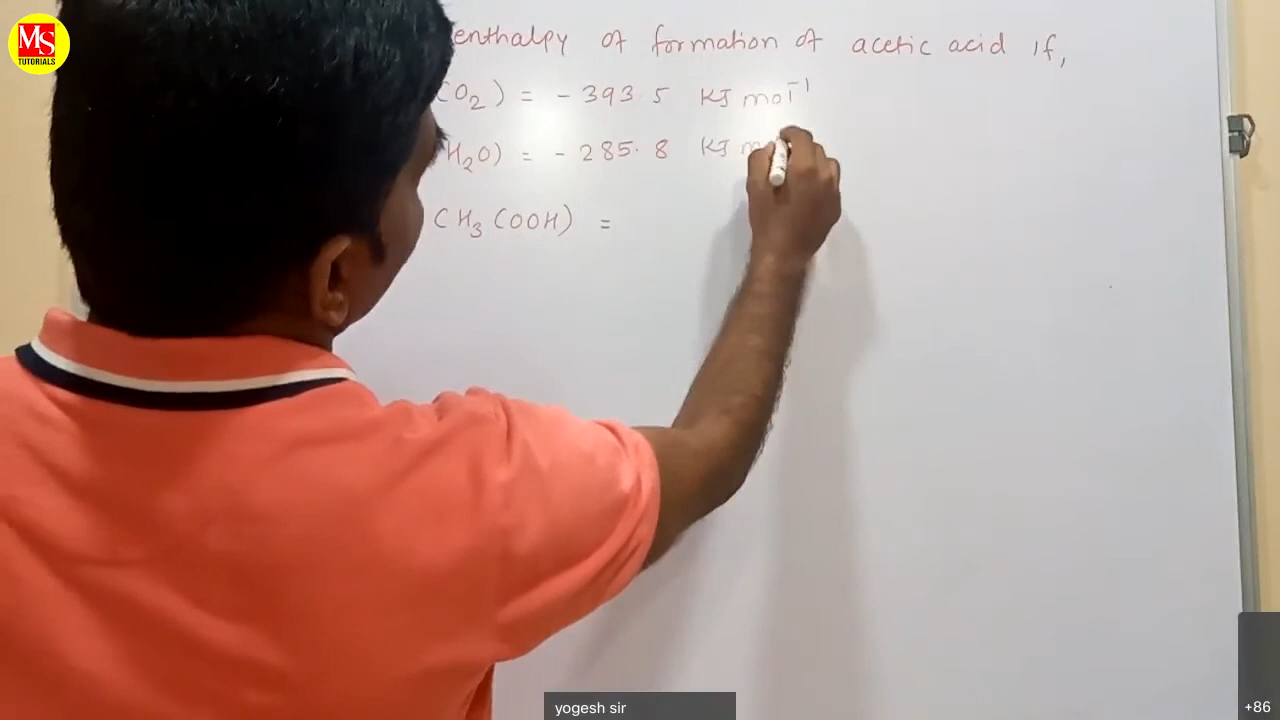 MS
TUTORIALS
enthalpy of formation of acetic acid if,
CO₂) = - 393.5 KJ mol⁻¹
H₂O) = - 285.8 KJ
CH₃COOH) =
yogesh sir
+86